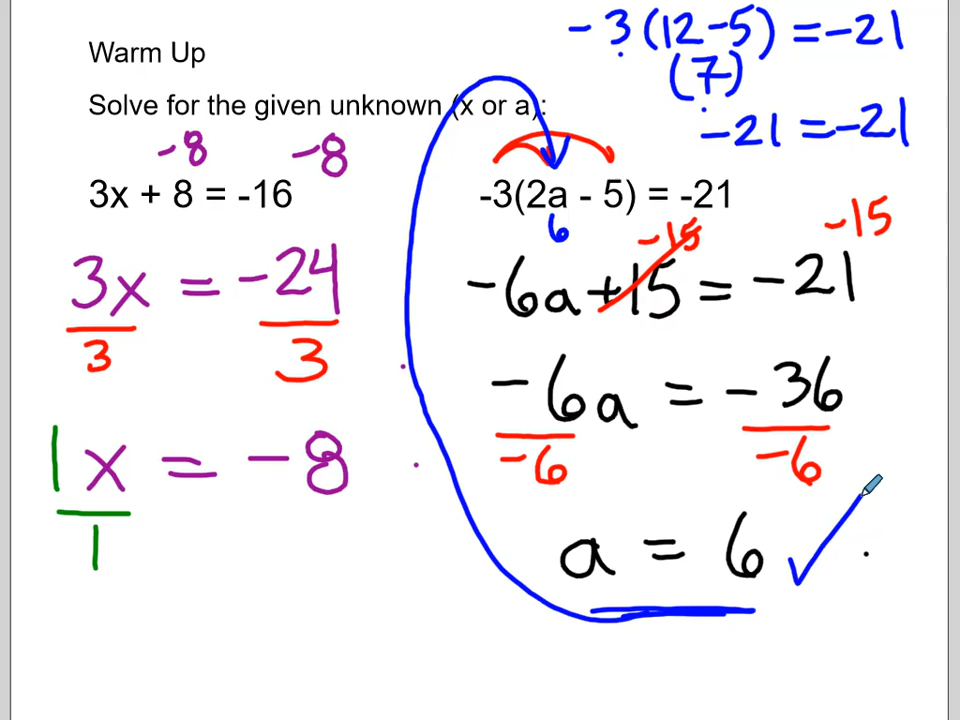 Warm Up
Solve for the given unknown (x or a):
-8 -8
3x + 8 = -16
3x = -24
3 3
1x = -8
1
-3(12-5) = -21
(7)
-21 = -21
-3(2a - 5) = -21
6
-15 -15
-6a+15 = -21
-6a = -36
-6 -6
a = 6 ✓